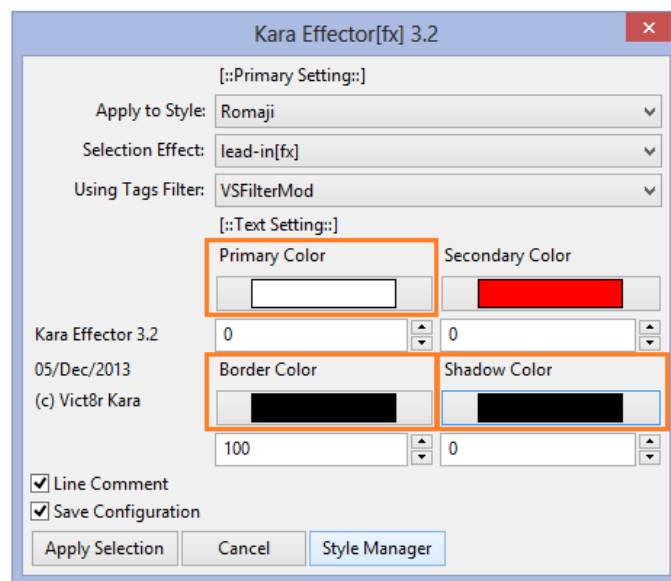 Kara Effector[fx] 3.2
[::Primary Setting::]
Apply to Style: Romaji
Selection Effect: lead-in[fx]
Using Tags Filter: VSFilterMod
[::Text Setting::]
Primary Color Secondary Color
Kara Effector 3.2 0 0
05/Dec/2013 Border Color Shadow Color
(c) Vict8r Kara
100 0
Line Comment
Save Configuration
Apply Selection Cancel Style Manager